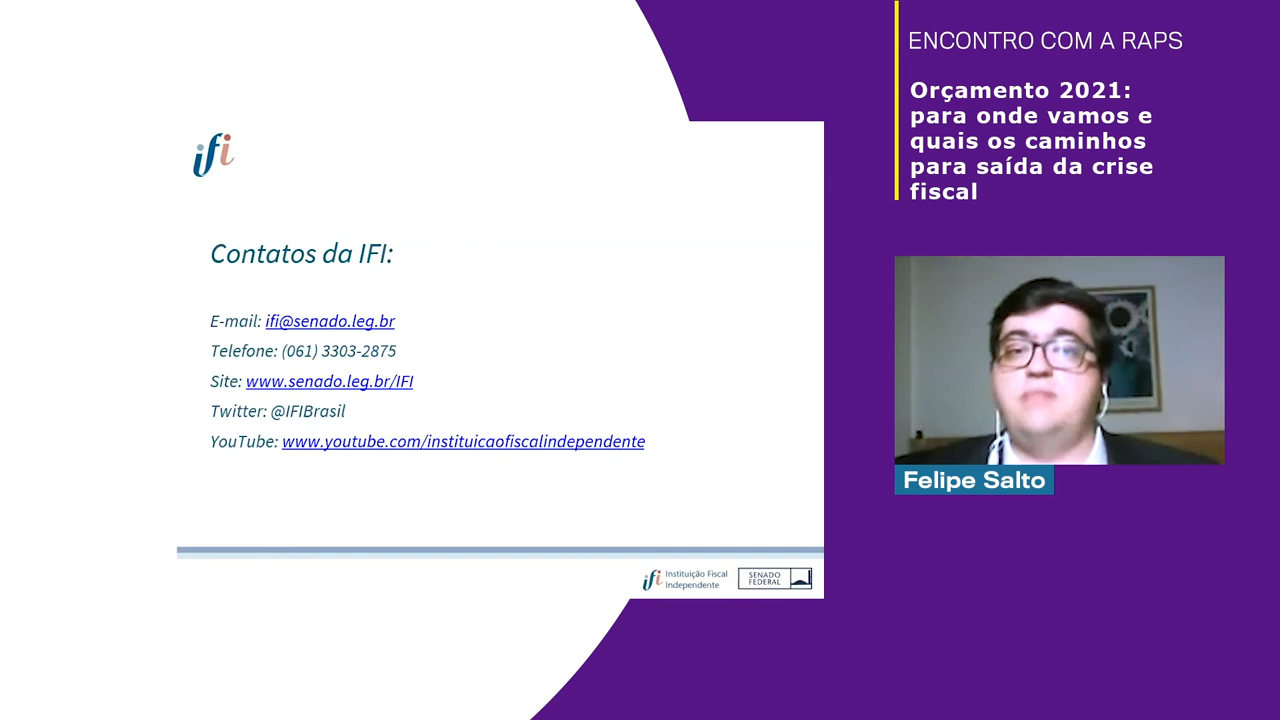 ENCONTRO COM A RAPS
Orçamento 2021:
para onde vamos e
quais os caminhos
para saída da crise
fiscal
ifi
Contatos da IFI:
E-mail: ifi@senado.leg.br
Telefone: (061) 3303-2875
Site: www.senado.leg.br/IFI
Twitter: @IFIBrasil
YouTube: www.youtube.com/instituicaofiscalindependente
Felipe Salto
ifi Instituição Fiscal
Independente
SENADO
FEDERAL